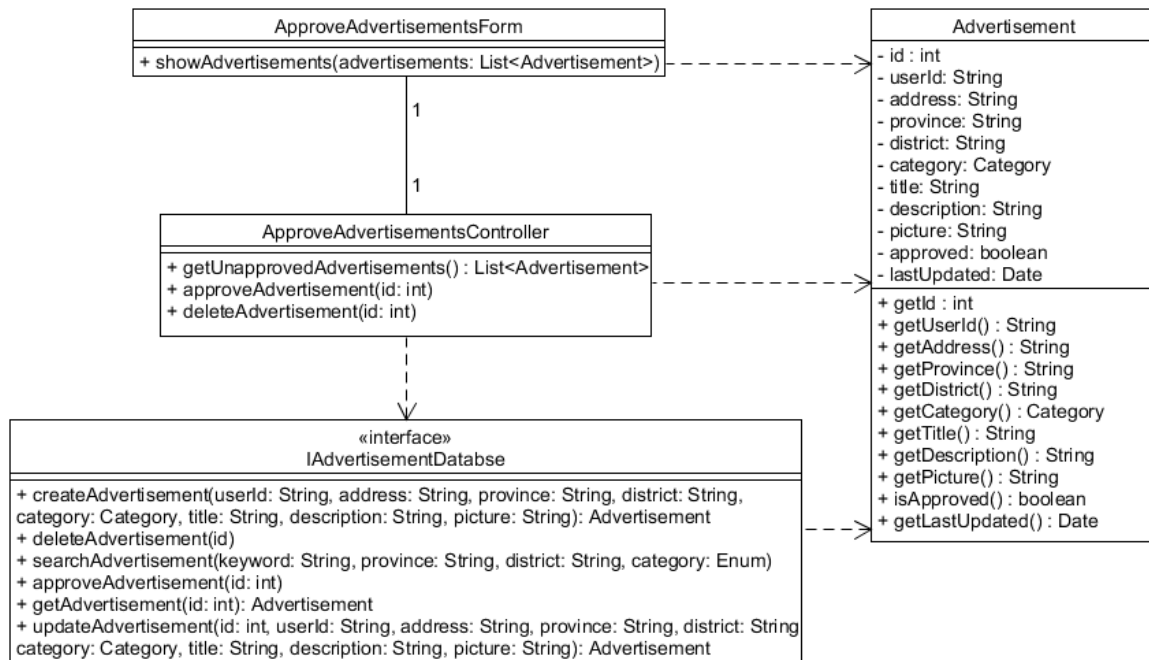 ApproveAdvertisementsForm
+ showAdvertisements(advertisements: List<Advertisement>)
1
1
ApproveAdvertisementsController
+ getUnapprovedAdvertisements() : List<Advertisement>
+ approveAdvertisement(id: int)
+ deleteAdvertisement(id: int)
«interface»
IAdvertisementDatabse
+ createAdvertisement(userId: String, address: String, province: String, district: String,
category: Category, title: String, description: String, picture: String): Advertisement
+ deleteAdvertisement(id)
+ searchAdvertisement(keyword: String, province: String, district: String, category: Enum)
+ approveAdvertisement(id: int)
+ getAdvertisement(id: int): Advertisement
+ updateAdvertisement(id: int, userId: String, address: String, province: String, district: String
category: Category, title: String, description: String, picture: String): Advertisement
Advertisement
- id : int
- userId: String
- address: String
- province: String
- district: String
- category: Category
- title: String
- description: String
- picture: String
- approved: boolean
- lastUpdated: Date
+ getId : int
+ getUserId() : String
+ getAddress() : String
+ getProvince() : String
+ getDistrict() : String
+ getCategory() : Category
+ getTitle() : String
+ getDescription() : String
+ getPicture() : String
+ isApproved() : boolean
+ getLastUpdated() : Date